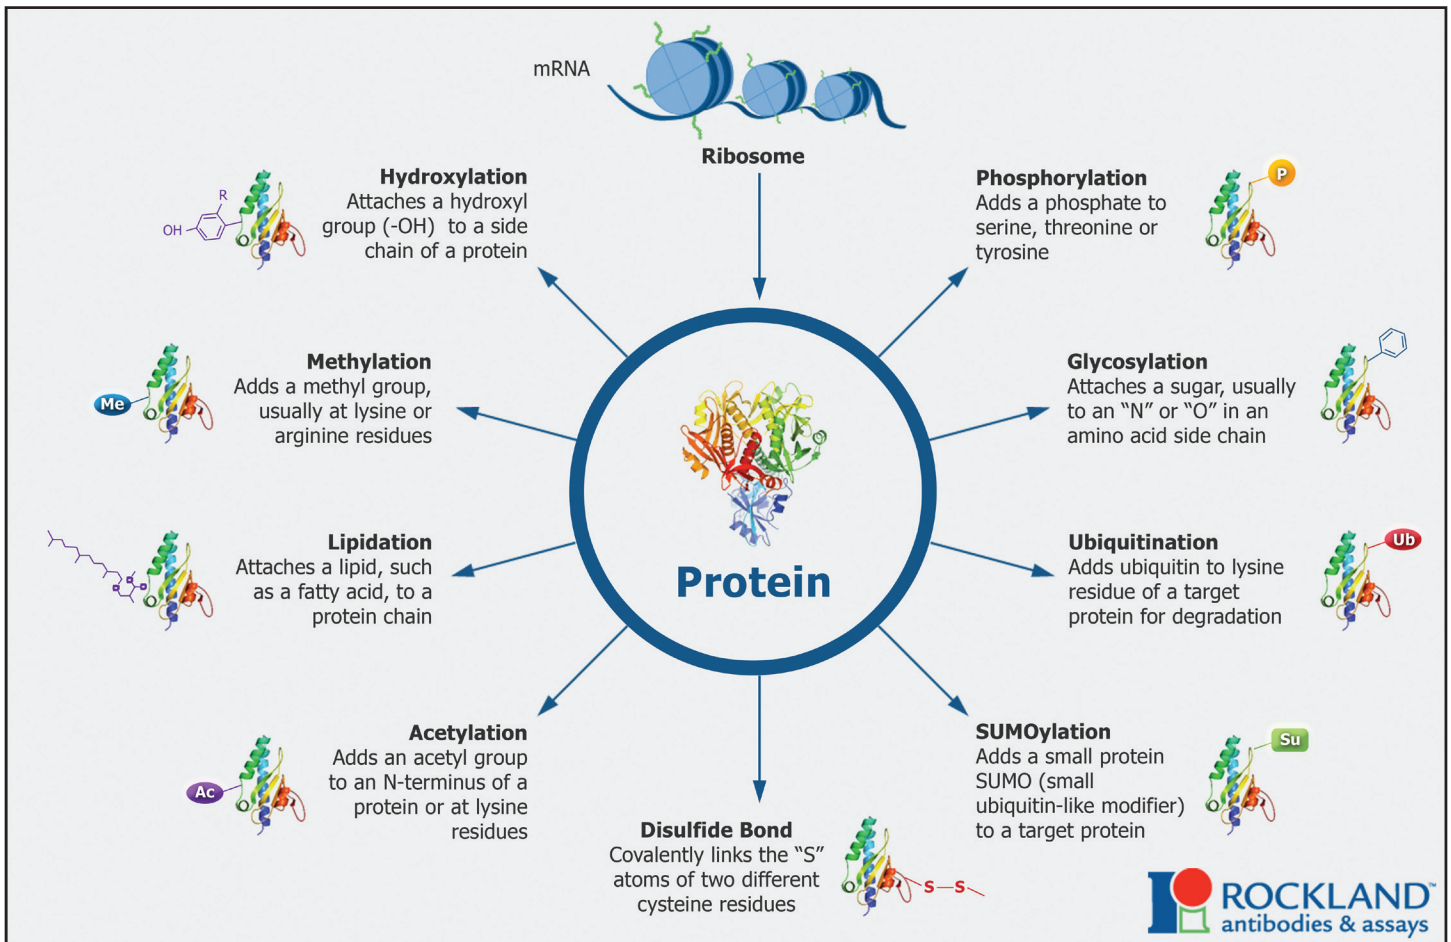 mRNA
Ribosome
Hydroxylation
Attaches a hydroxyl
group (-OH) to a side
chain of a protein
R
OH
Phosphorylation
Adds a phosphate to
serine, threonine or
tyrosine
P
Methylation
Adds a methyl group,
usually at lysine or
arginine residues
Me
Glycosylation
Attaches a sugar, usually
to an “N” or “O” in an
amino acid side chain
Protein
Lipidation
Attaches a lipid, such
as a fatty acid, to a
protein chain
Ubiquitination
Adds ubiquitin to lysine
residue of a target
protein for degradation
Ub
Acetylation
Adds an acetyl group
to an N-terminus of a
protein or at lysine
residues
Ac
SUMOylation
Adds a small protein
SUMO (small
ubiquitin-like modifier)
to a target protein
Su
Disulfide Bond
Covalently links the “S”
atoms of two different
cysteine residues
S S
ROCKLAND™
antibodies & assays